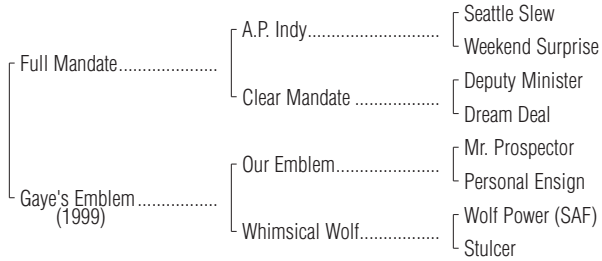 Seattle Slew
A.P. Indy..............................
Weekend Surprise
Full Mandate.......................
Deputy Minister
Clear Mandate ...................
Dream Deal
Mr. Prospector
Our Emblem........................
Personal Ensign
Gaye's Emblem..................
(1999)
Wolf Power (SAF)
Whimsical Wolf..................
Stulcer